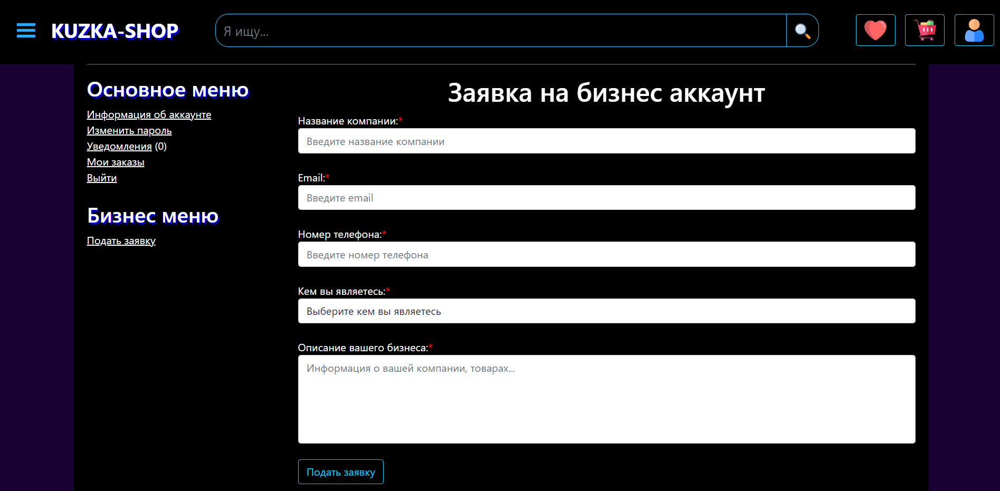 KUZKA-SHOP
Я ищу...
Основное меню
Информация об аккаунте
Изменить пароль
Уведомления (0)
Мои заказы
Выйти
Бизнес меню
Подать заявку
Заявка на бизнес аккаунт
Название компании:*
Введите название компании
Email:*
Введите email
Номер телефона:*
Введите номер телефона
Кем вы являетесь:*
Выберите кем вы являетесь
Описание вашего бизнеса:*
Информация о вашей компании, товарах...
Подать заявку